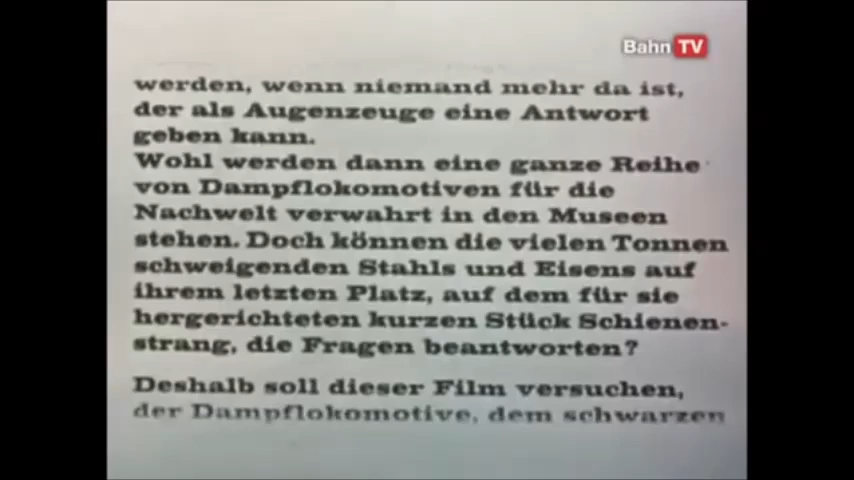 Bahn TV
werden, wenn niemand mehr da ist,
der als Augenzeuge eine Antwort
geben kann.
Wohl werden dann eine ganze Reihe
von Dampflokomotiven für die
Nachwelt verwahrt in den Museen
stehen. Doch können die vielen Tonnen
schweigenden Stahls und Eisens auf
ihrem letzten Platz, auf dem für sie
hergerichteten kurzen Stück Schienen-
strang, die Fragen beantworten?
Deshalb soll dieser Film versuchen,
der Dampflokomotive, dem schwarzen